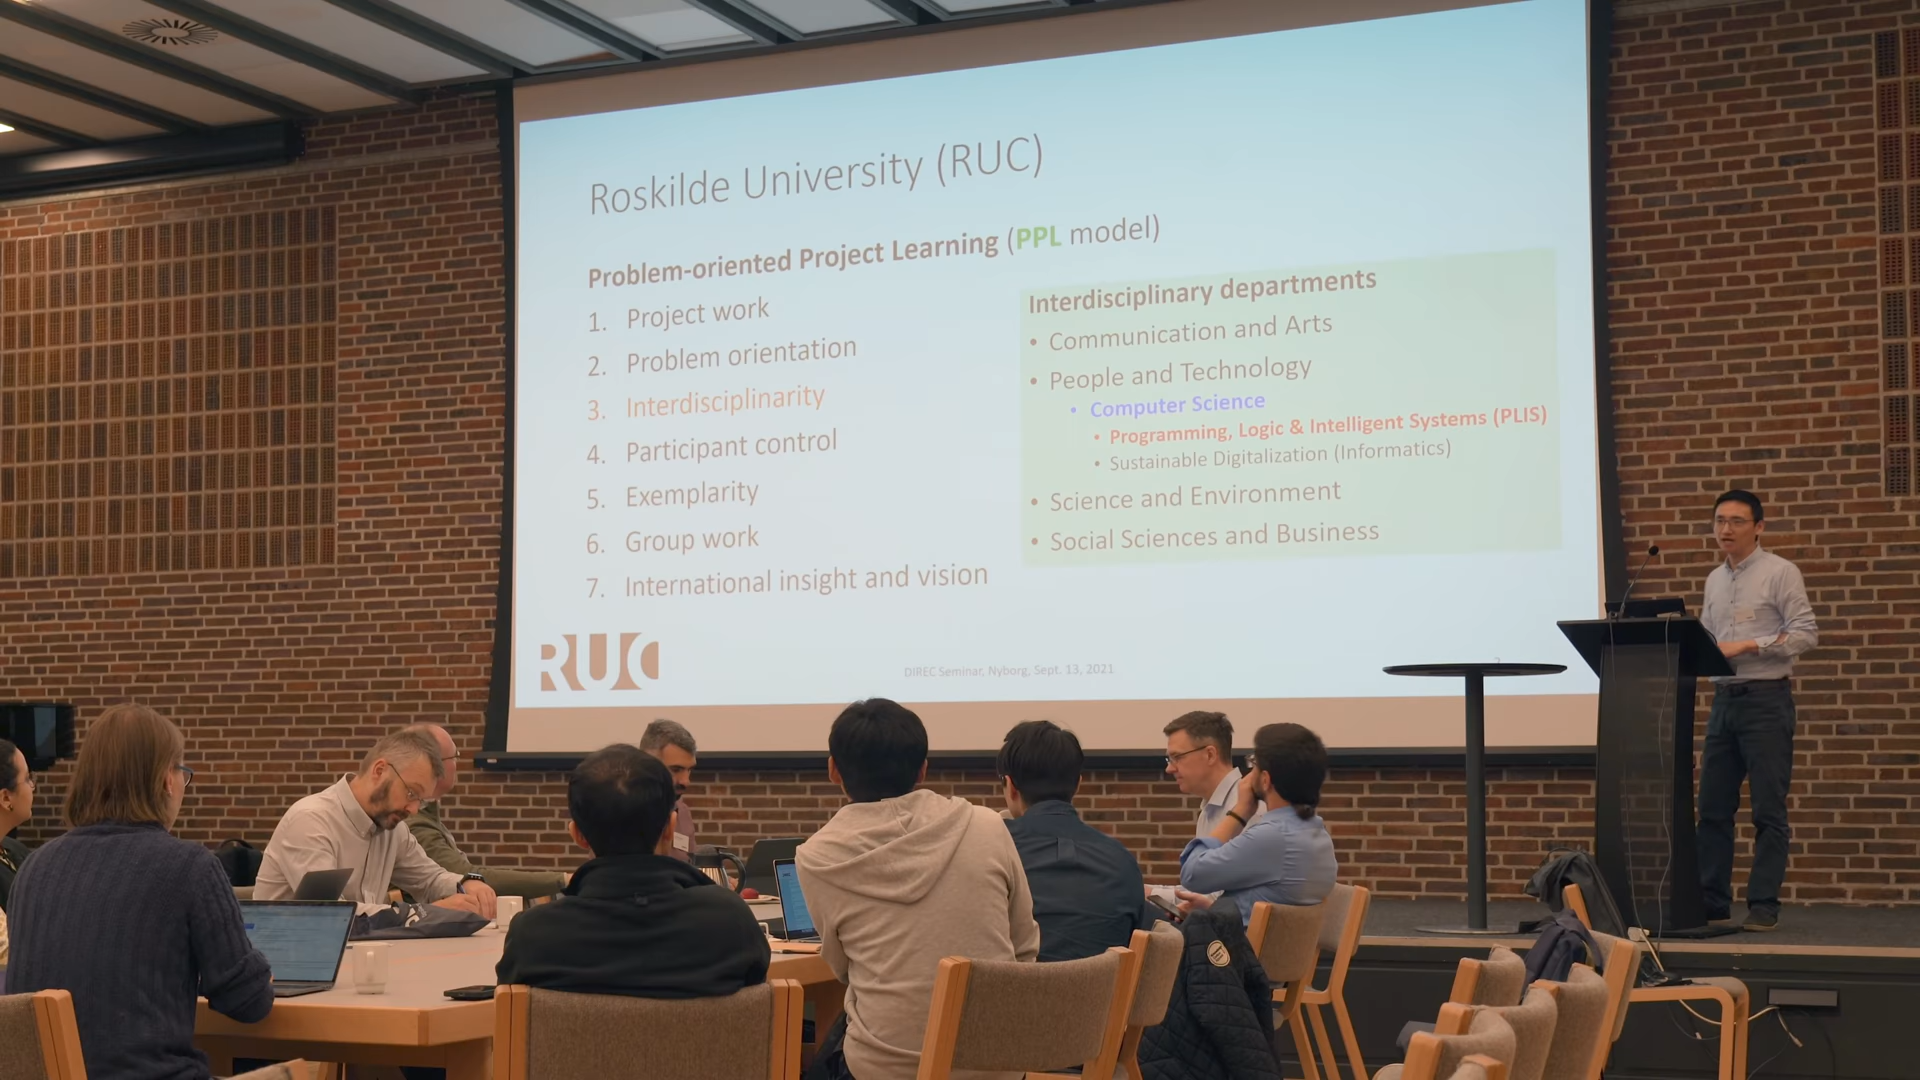 Roskilde University (RUC)
Problem-oriented Project Learning (PPL model)
1. Project work
2. Problem orientation
3. Interdisciplinarity
4. Participant control
5. Exemplarity
6. Group work
7. International insight and vision
Interdisciplinary departments
• Communication and Arts
• People and Technology
• Computer Science
• Programming, Logic & Intelligent Systems (PLIS)
• Sustainable Digitalization (Informatics)
• Science and Environment
• Social Sciences and Business
RUC
DIREC Seminar, Nyborg, Sept. 13, 2021